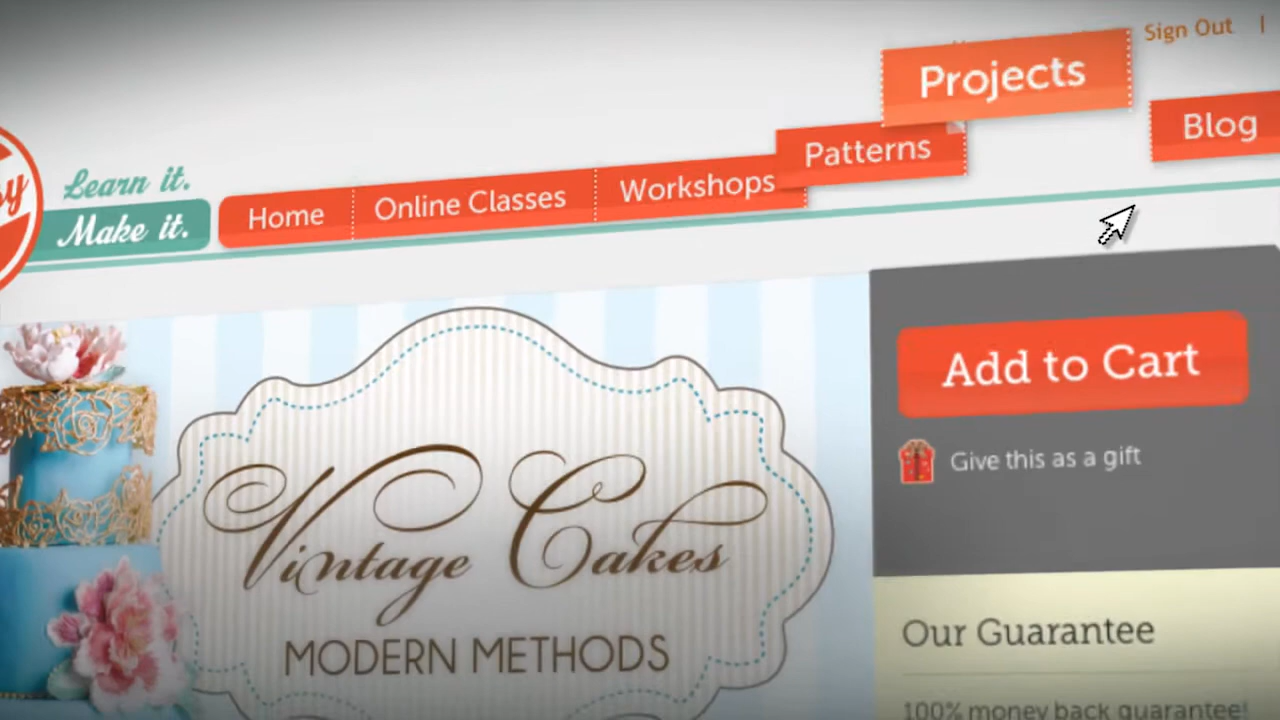 Sign Out |
Projects
Blog
Patterns
Workshops
Online Classes
Home
Learn it.
Make it.
Add to Cart
Give this as a gift
Vintage Cakes
MODERN METHODS
Our Guarantee
100% money back guarantee!